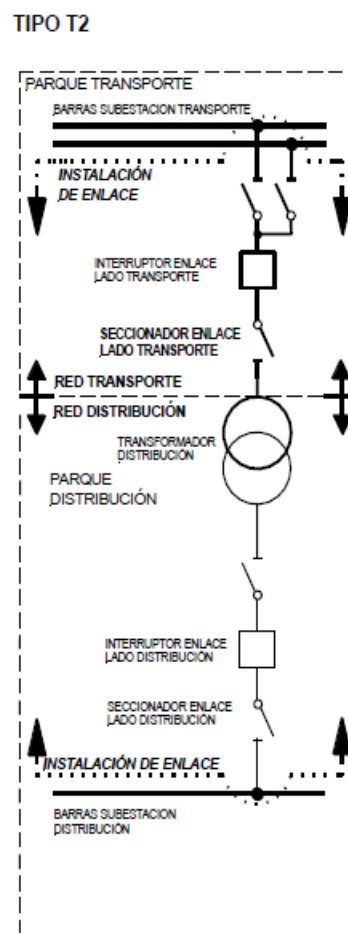 TIPO T2
PARQUE TRANSPORTE
BARRAS SUBESTACION TRANSPORTE
INSTALACIÓN
DE ENLACE
INTERRUPTOR ENLACE
LADO TRANSPORTE
SECCIONADOR ENLACE
LADO TRANSPORTE
RED TRANSPORTE
RED DISTRIBUCIÓN
TRANSFORMADOR
DISTRIBUCIÓN
PARQUE
DISTRIBUCIÓN
INTERRUPTOR ENLACE
LADO DISTRIBUCIÓN
SECCIONADOR ENLACE
LADO DISTRIBUCIÓN
INSTALACIÓN DE ENLACE
BARRAS SUBESTACION
DISTRIBUCIÓN